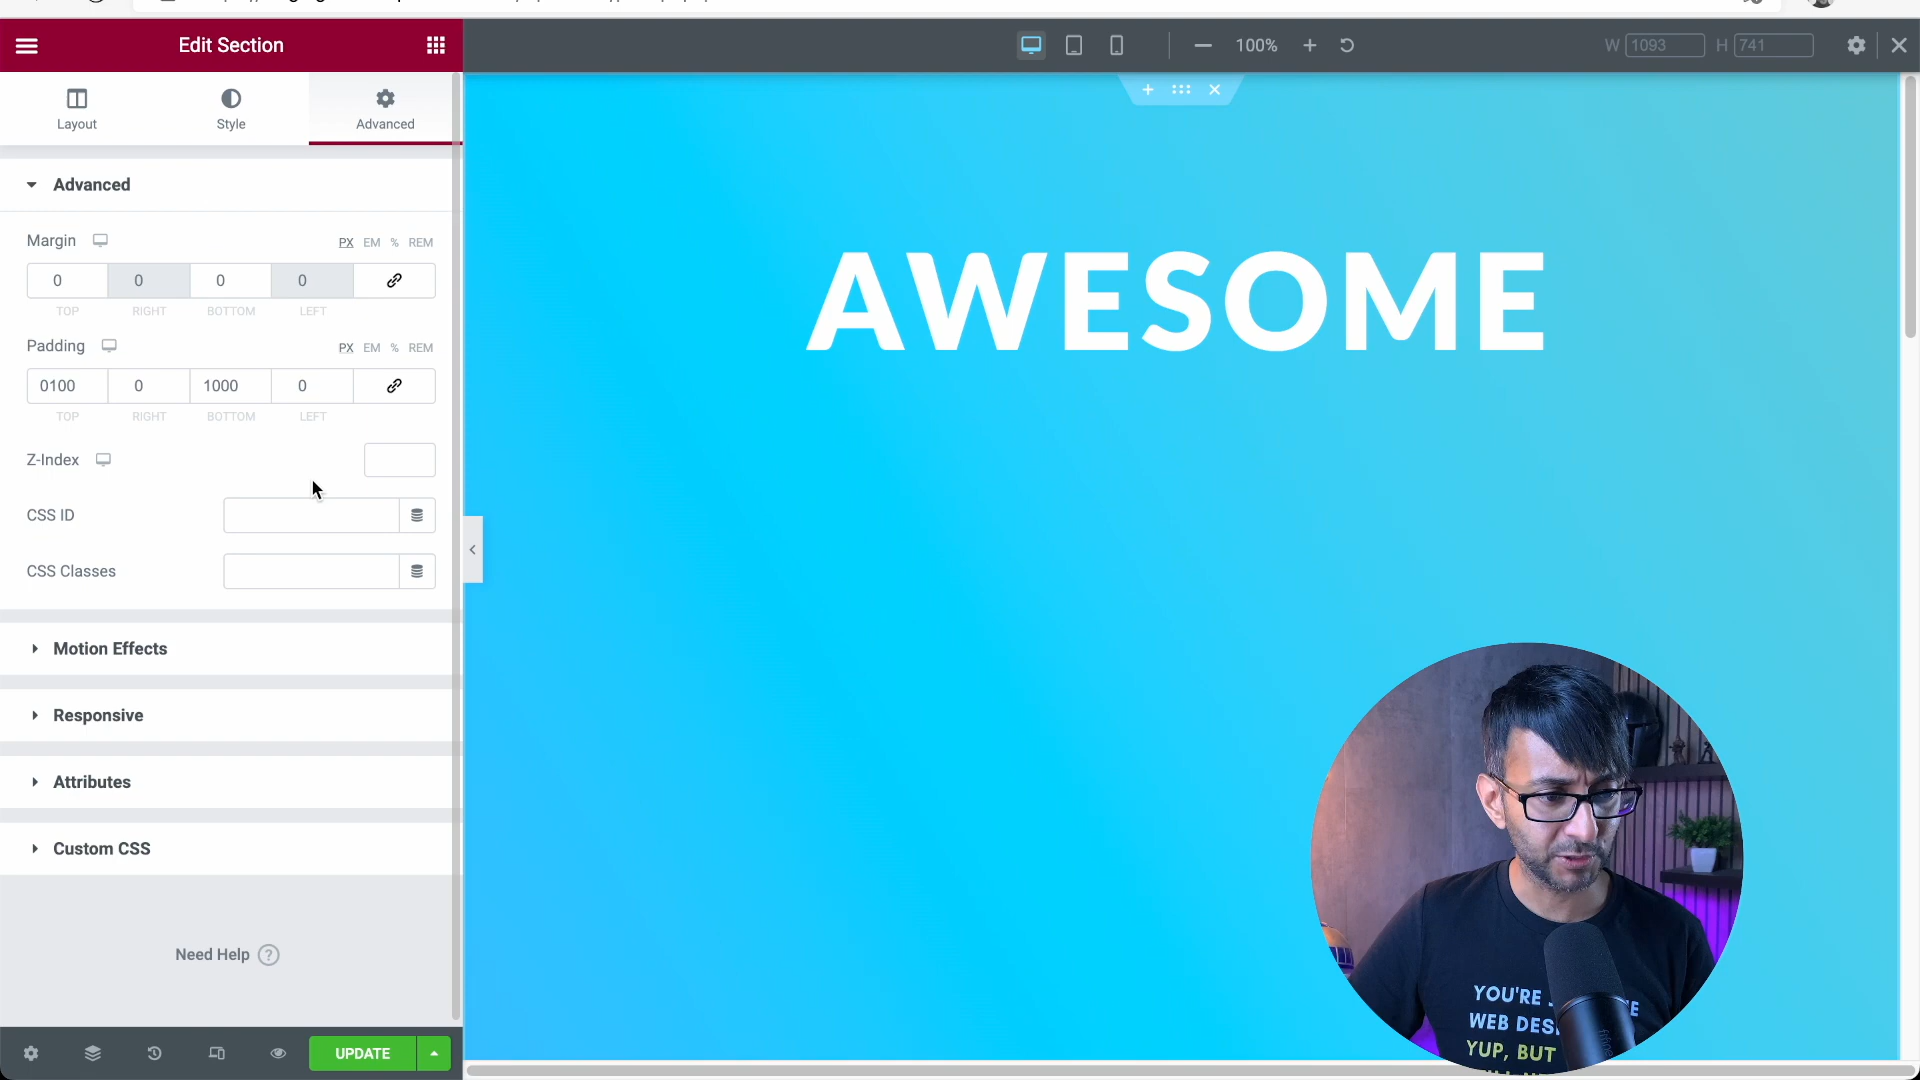 Edit Section
100%
W 1093 H 741
Layout Style Advanced
Advanced
Margin PX EM % REM
0 0 0 0
TOP RIGHT BOTTOM LEFT
Padding PX EM % REM
0100 0 1000 0
TOP RIGHT BOTTOM LEFT
Z-Index
CSS ID
CSS Classes
Motion Effects
Responsive
Attributes
Custom CSS
Need Help ?
UPDATE
AWESOME
YOU'RE
WEB DES
YUP, BUT